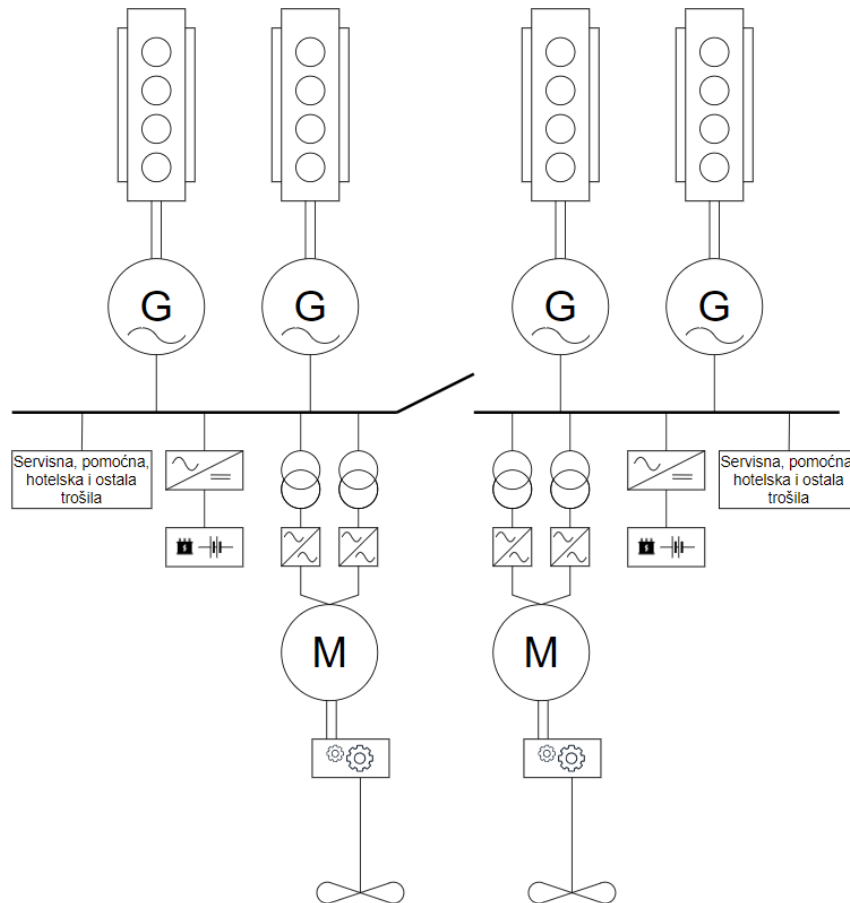 G
G
G
G
Servisna, pomoćna,
hotelska i ostala
trošila
Servisna, pomoćna,
hotelska i ostala
trošila
M
M